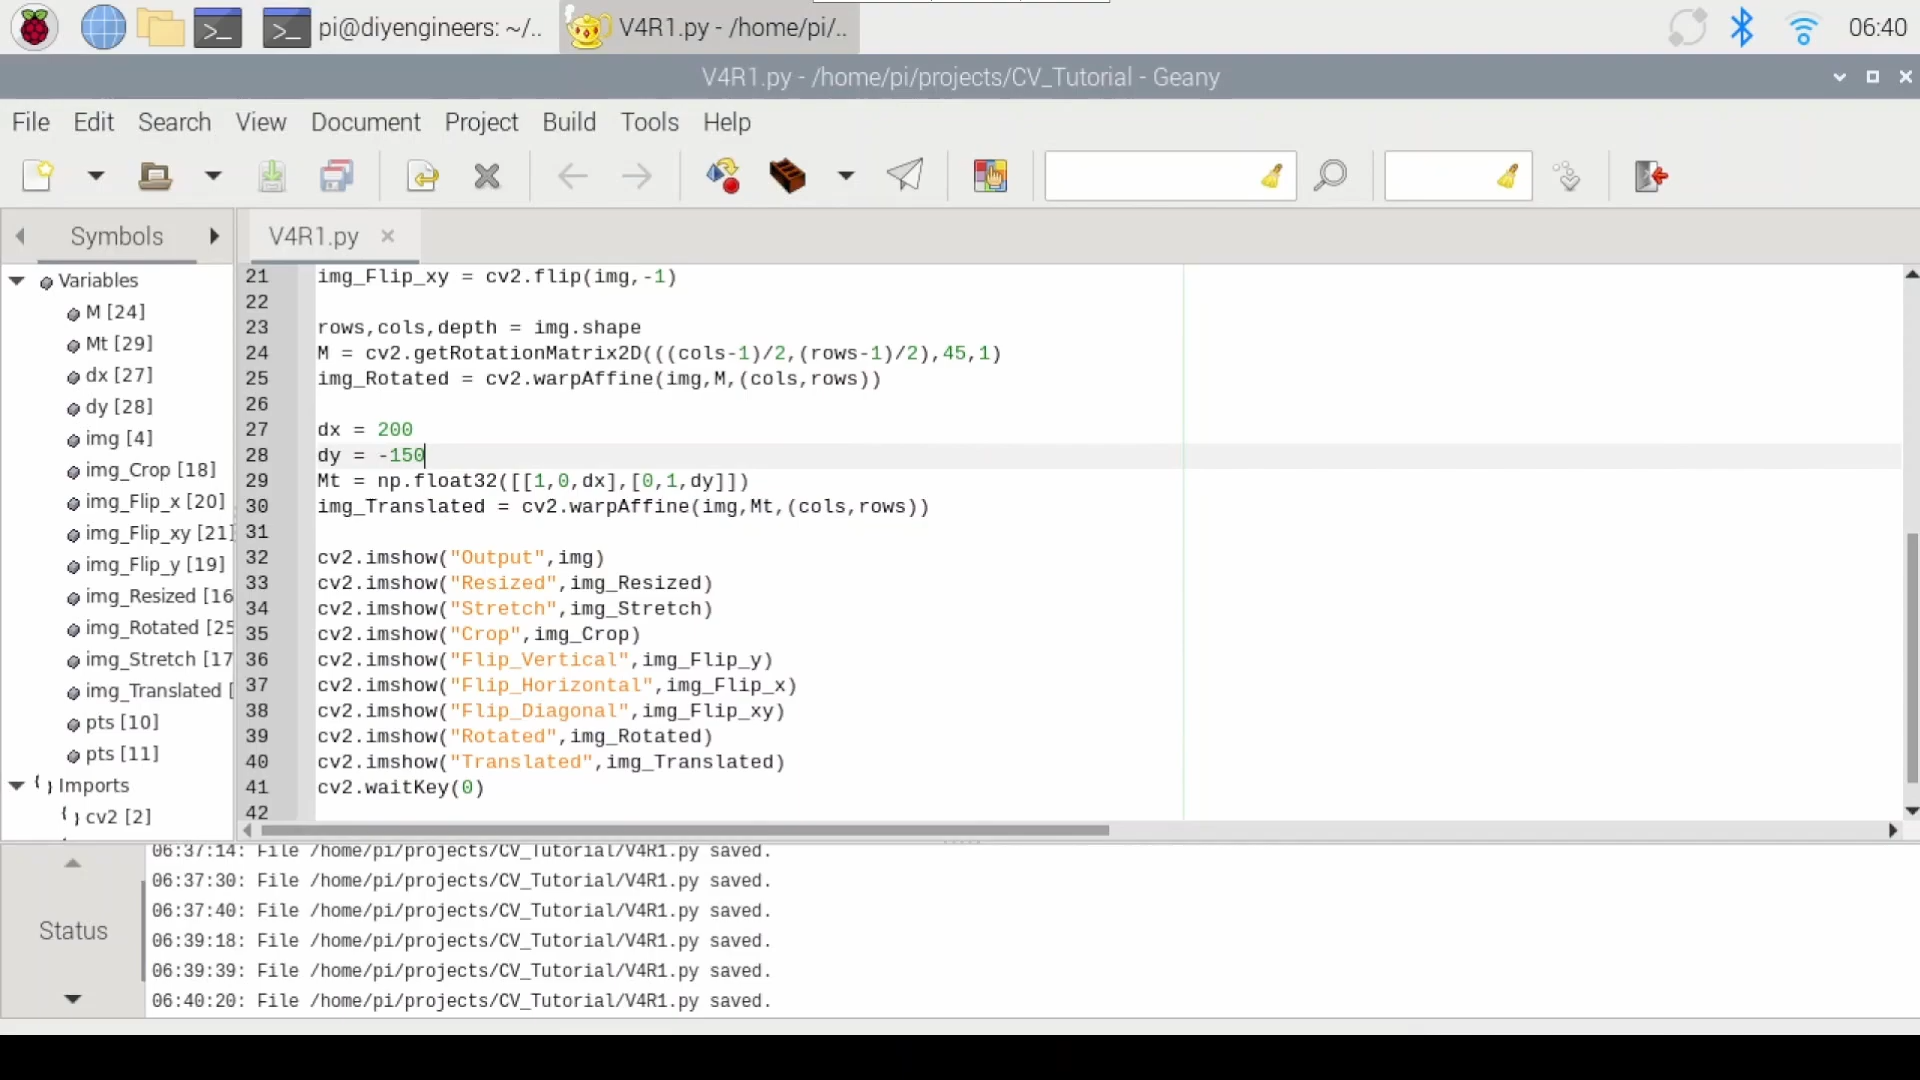 pi@diyengineers: ~/..
V4R1.py - /home/pi/..
06:40
V4R1.py - /home/pi/projects/CV_Tutorial - Geany
File Edit Search View Document Project Build Tools Help
Symbols
V4R1.py
Variables
M [24]
Mt [29]
dx [27]
dy [28]
img [4]
img_Crop [18]
img_Flip_x [20]
img_Flip_xy [21]
img_Flip_y [19]
img_Resized [16
img_Rotated [25
img_Stretch [17
img_Translated [
pts [10]
pts [11]
Imports
cv2 [2]
21 img_Flip_xy = cv2.flip(img,-1)
22
23 rows,cols,depth = img.shape
24 M = cv2.getRotationMatrix2D(((cols-1)/2,(rows-1)/2),45,1)
25 img_Rotated = cv2.warpAffine(img,M,(cols,rows))
26
27 dx = 200
28 dy = -150
29 Mt = np.float32([[1,0,dx],[0,1,dy]])
30 img_Translated = cv2.warpAffine(img,Mt,(cols,rows))
31
32 cv2.imshow("Output",img)
33 cv2.imshow("Resized",img_Resized)
34 cv2.imshow("Stretch",img_Stretch)
35 cv2.imshow("Crop",img_Crop)
36 cv2.imshow("Flip_Vertical",img_Flip_y)
37 cv2.imshow("Flip_Horizontal",img_Flip_x)
38 cv2.imshow("Flip_Diagonal",img_Flip_xy)
39 cv2.imshow("Rotated",img_Rotated)
40 cv2.imshow("Translated",img_Translated)
41 cv2.waitKey(0)
42
Status
06:37:14: File /home/pi/projects/CV_Tutorial/V4R1.py saved.
06:37:30: File /home/pi/projects/CV_Tutorial/V4R1.py saved.
06:37:40: File /home/pi/projects/CV_Tutorial/V4R1.py saved.
06:39:18: File /home/pi/projects/CV_Tutorial/V4R1.py saved.
06:39:39: File /home/pi/projects/CV_Tutorial/V4R1.py saved.
06:40:20: File /home/pi/projects/CV_Tutorial/V4R1.py saved.